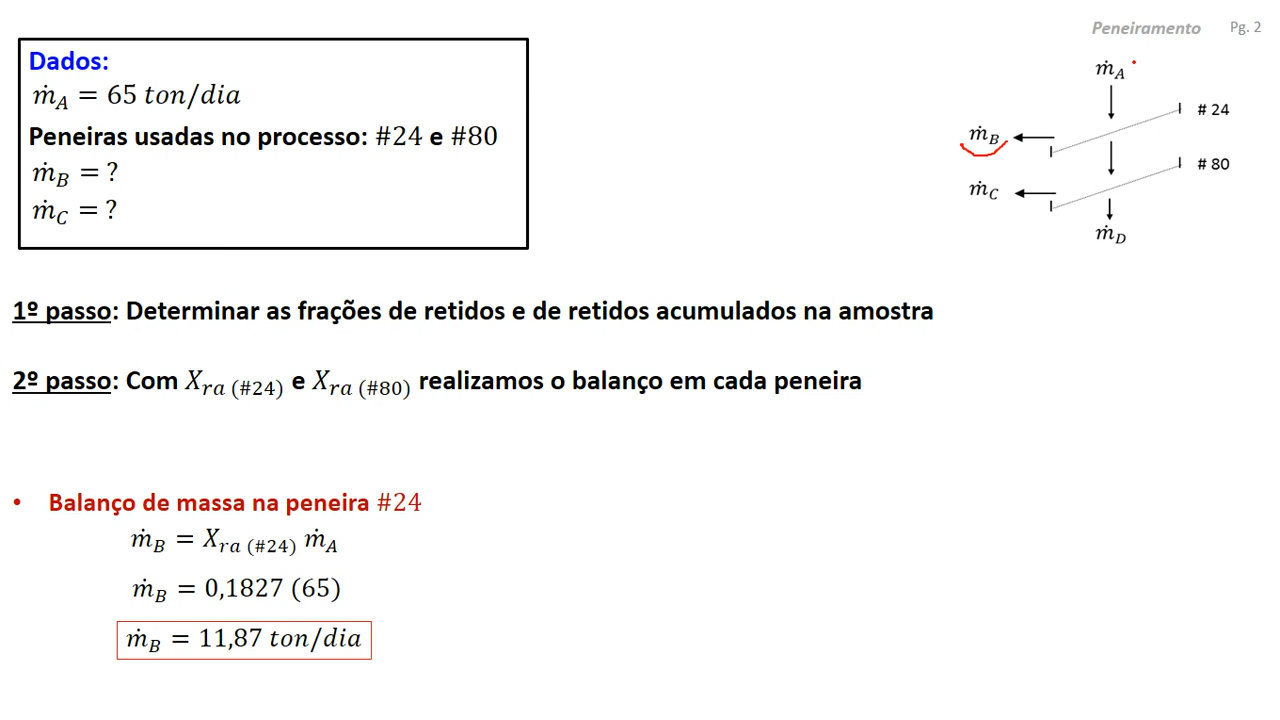 Peneiramento Pg. 2
Dados:
ṁ_A = 65 ton/dia
Peneiras usadas no processo: #24 e #80
ṁ_B = ?
ṁ_C = ?
ṁ_A
# 24
ṁ_B
# 80
ṁ_C
ṁ_D
1º passo: Determinar as frações de retidos e de retidos acumulados na amostra
2º passo: Com X_ra (#24) e X_ra (#80) realizamos o balanço em cada peneira
• Balanço de massa na peneira #24
ṁ_B = X_ra (#24) ṁ_A
ṁ_B = 0,1827 (65)
ṁ_B = 11,87 ton/dia